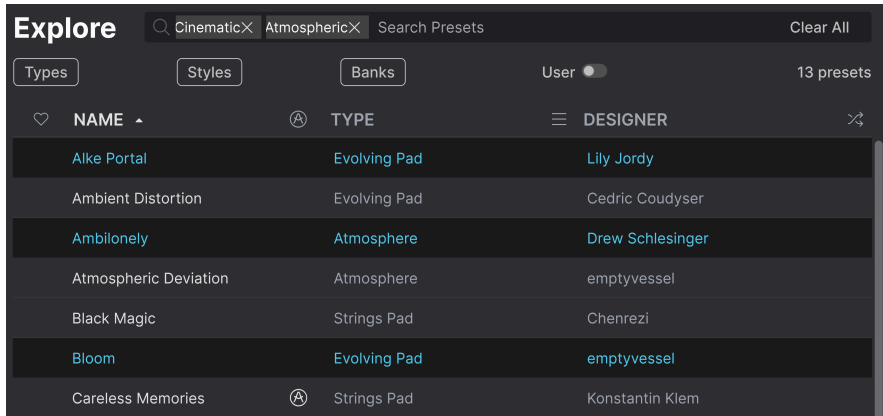 Explore Cinematic Atmospheric Search Presets Clear All
Types Styles Banks User 13 presets
NAME TYPE DESIGNER
Alke Portal Evolving Pad Lily Jordy
Ambient Distortion Evolving Pad Cedric Coudyser
Ambilonely Atmosphere Drew Schlesinger
Atmospheric Deviation Atmosphere emptyvessel
Black Magic Strings Pad Chenrezi
Bloom Evolving Pad emptyvessel
Careless Memories Strings Pad Konstantin Klem